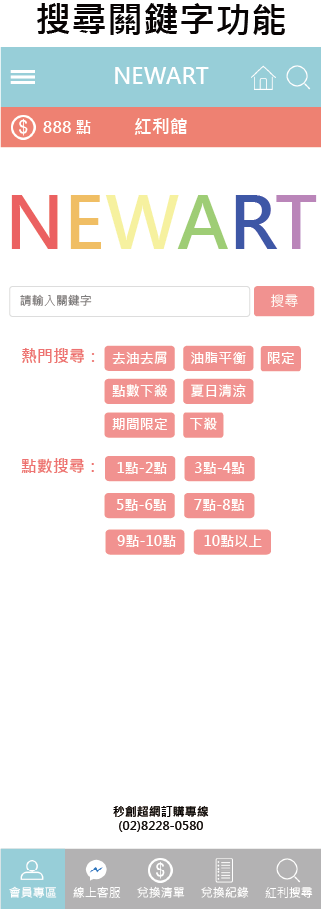 搜尋關鍵字功能
NEWART
888 點 紅利館
NEWART
請輸入關鍵字 搜尋
熱門搜尋： 去油去屑 油脂平衡 限定
點數下殺 夏日清涼
期間限定 下殺
點數搜尋： 1點-2點 3點-4點
5點-6點 7點-8點
9點-10點 10點以上
秒創超網訂購專線
(02)8228-0580
會員專區 線上客服 兌換清單 兌換紀錄 紅利搜尋